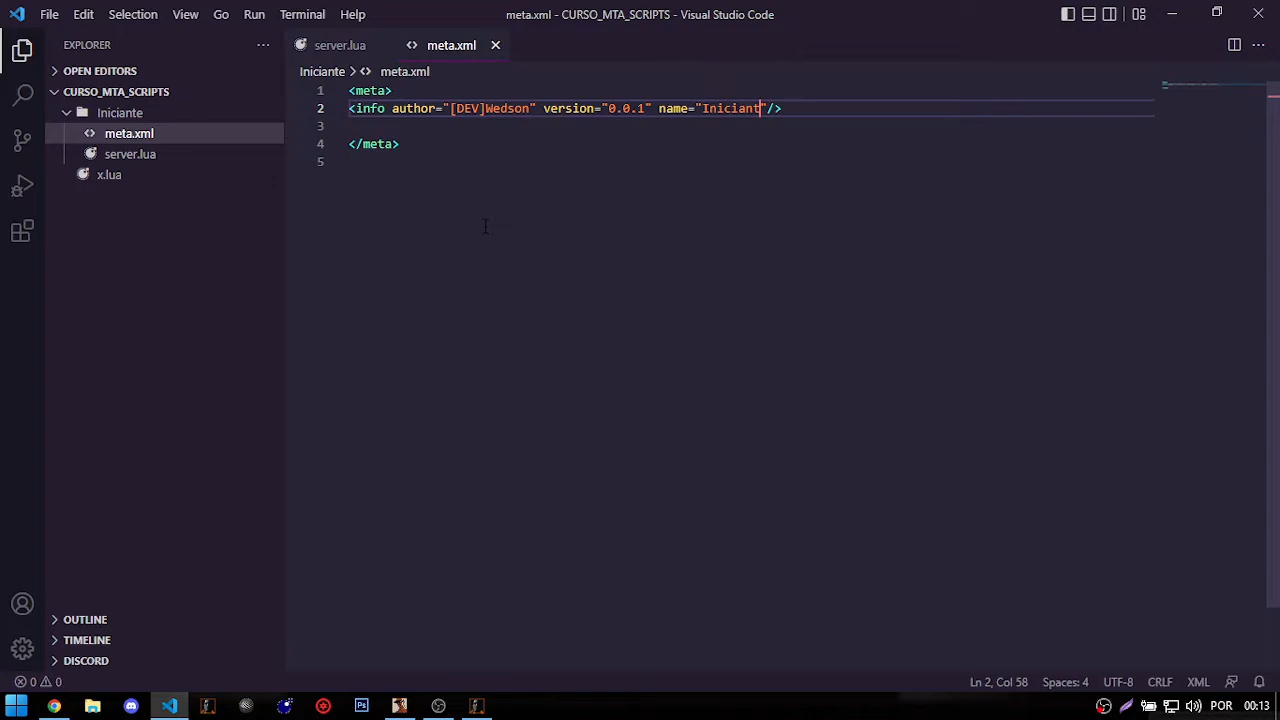 File Edit Selection View Go Run Terminal Help
meta.xml - CURSO_MTA_SCRIPTS - Visual Studio Code
EXPLORER
OPEN EDITORS
CURSO_MTA_SCRIPTS
Iniciante
meta.xml
server.lua
x.lua
OUTLINE
TIMELINE
DISCORD
server.lua meta.xml
Iniciante > meta.xml
1 <meta>
2 <info author="[DEV]Wedson" version="0.0.1" name="Iniciant"/>
3
4 </meta>
5
0 0 Ln 2, Col 58 Spaces: 4 UTF-8 CRLF XML
Ps POR 00:13